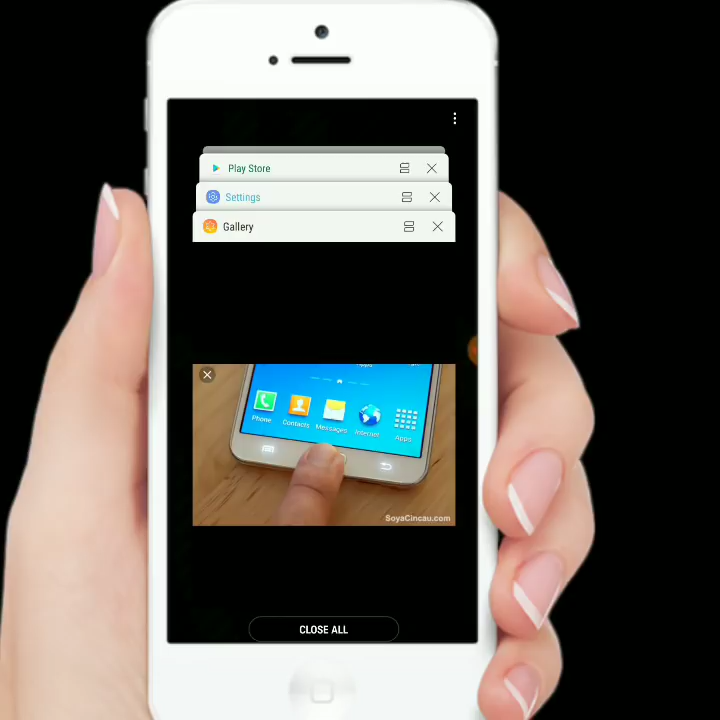 Play Store
Settings
Gallery
Phone
Contacts
Messages
Internet
Apps
SoyaCincau.com
CLOSE ALL